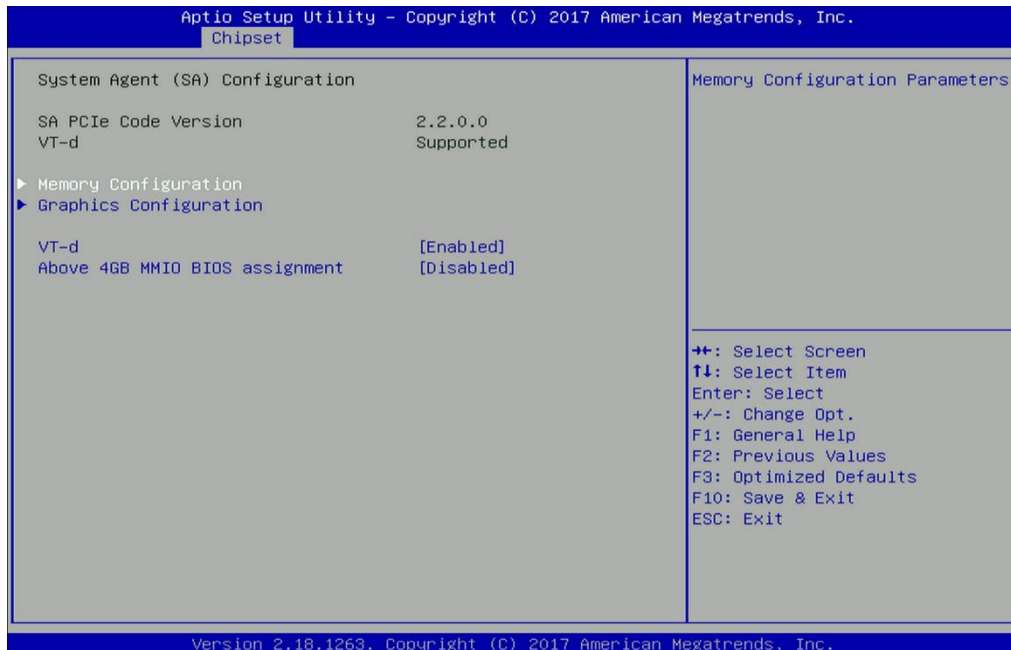 Aptio Setup Utility – Copyright (C) 2017 American Megatrends, Inc.
Chipset
System Agent (SA) Configuration
SA PCIe Code Version 2.2.0.0
VT-d Supported
Memory Configuration
Graphics Configuration
VT-d [Enabled]
Above 4GB MMIO BIOS assignment [Disabled]
Memory Configuration Parameters
→←: Select Screen
↑↓: Select Item
Enter: Select
+/-: Change Opt.
F1: General Help
F2: Previous Values
F3: Optimized Defaults
F10: Save & Exit
ESC: Exit
Version 2.18.1263. Copyright (C) 2017 American Megatrends, Inc.